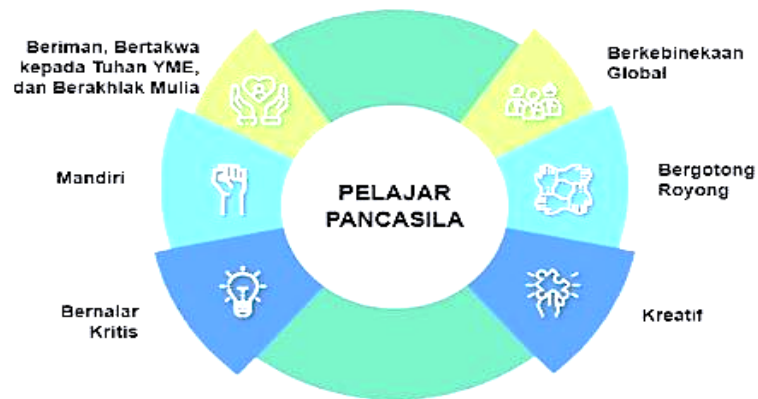 Beriman, Bertakwa
kepada Tuhan YME,
dan Berakhlak Mulia
Mandiri
Bernalar
Kritis
PELAJAR
PANCASILA
Berkebinekaan
Global
Bergotong
Royong
Kreatif